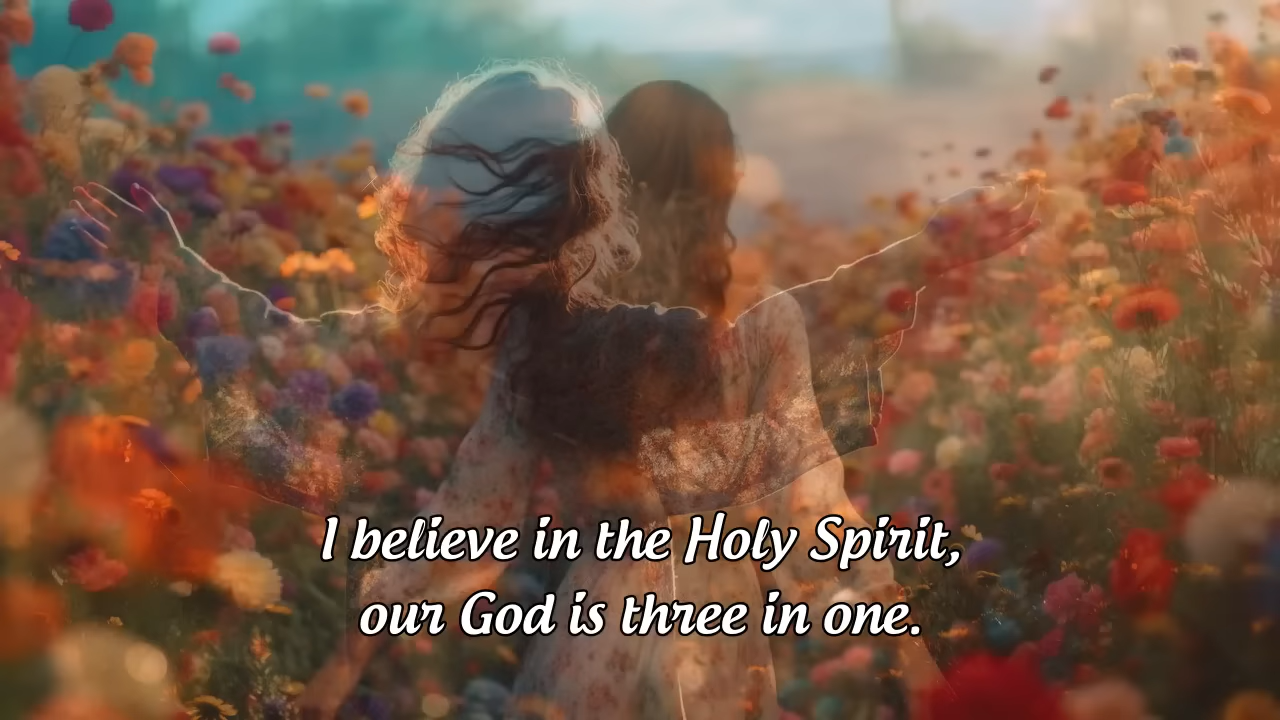 I believe in the Holy Spirit,
our God is three in one.